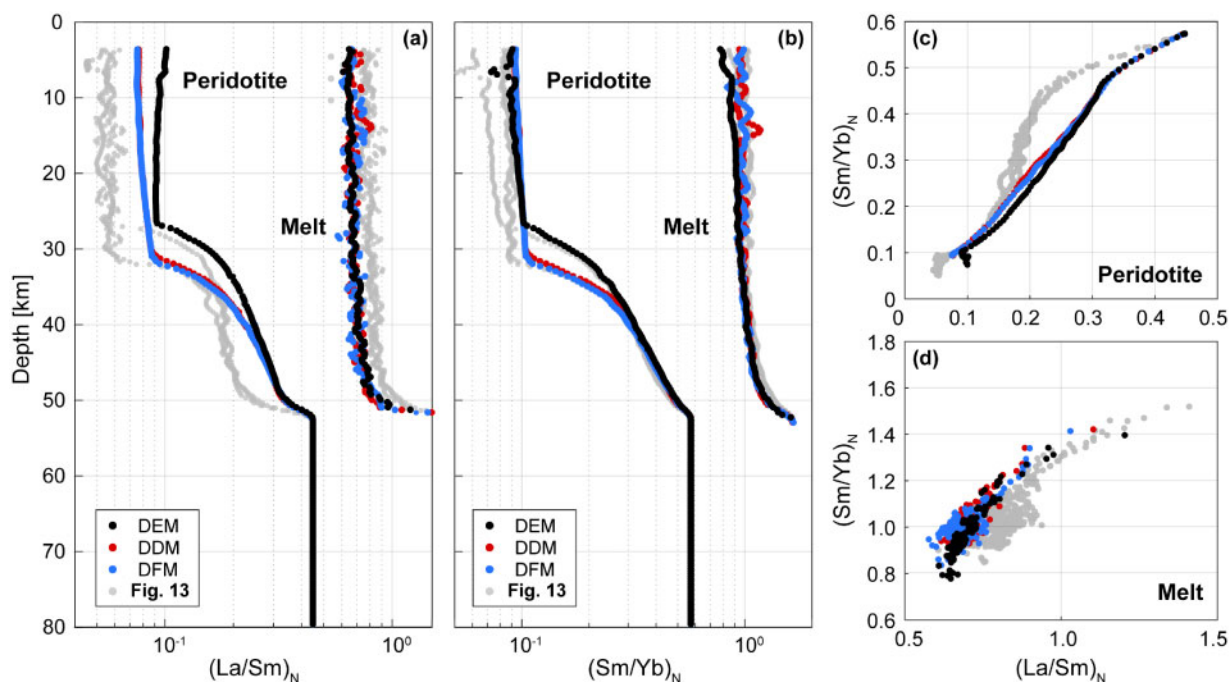 (a)
(b)
(c)
(d)
0
10
20
30
40
50
60
70
80
Depth [km]
Peridotite
Melt
DEM
DDM
DFM
Fig. 13
10⁻¹
10⁰
(La/Sm)N
Peridotite
Melt
DEM
DDM
DFM
Fig. 13
10⁻¹
10⁰
(Sm/Yb)N
0.6
0.5
0.4
0.3
0.2
0.1
0
(Sm/Yb)N
Peridotite
0
0.1
0.2
0.3
0.4
0.5
1.8
1.6
1.4
1.2
1.0
0.8
0.6
(Sm/Yb)N
Melt
0.5
1.0
1.5
(La/Sm)N